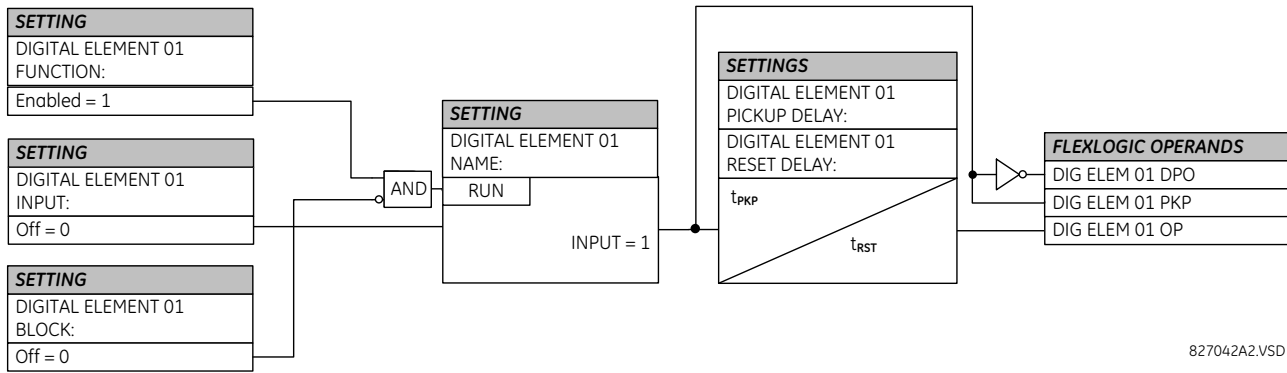 SETTING
DIGITAL ELEMENT 01
FUNCTION:
Enabled = 1
SETTING
DIGITAL ELEMENT 01
INPUT:
Off = 0
SETTING
DIGITAL ELEMENT 01
BLOCK:
Off = 0
AND
SETTING
DIGITAL ELEMENT 01
NAME:
RUN
INPUT = 1
SETTINGS
DIGITAL ELEMENT 01
PICKUP DELAY:
DIGITAL ELEMENT 01
RESET DELAY:
tPKP
tRST
FLEXLOGIC OPERANDS
DIG ELEM 01 DPO
DIG ELEM 01 PKP
DIG ELEM 01 OP
827042A2.VSD